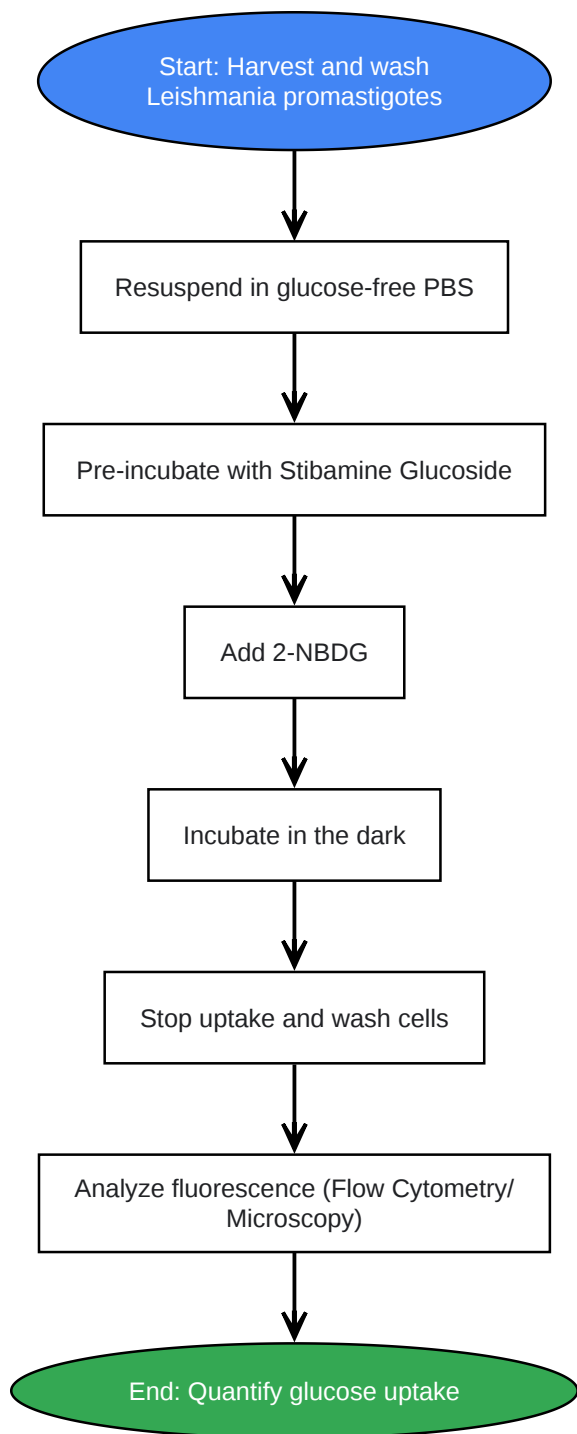 Start: Harvest and wash
Leishmania promastigotes
Resuspend in glucose-free PBS
Pre-incubate with Stibamine Glucoside
Add 2-NBDG
Incubate in the dark
Stop uptake and wash cells
Analyze fluorescence (Flow Cytometry/
Microscopy)
End: Quantify glucose uptake